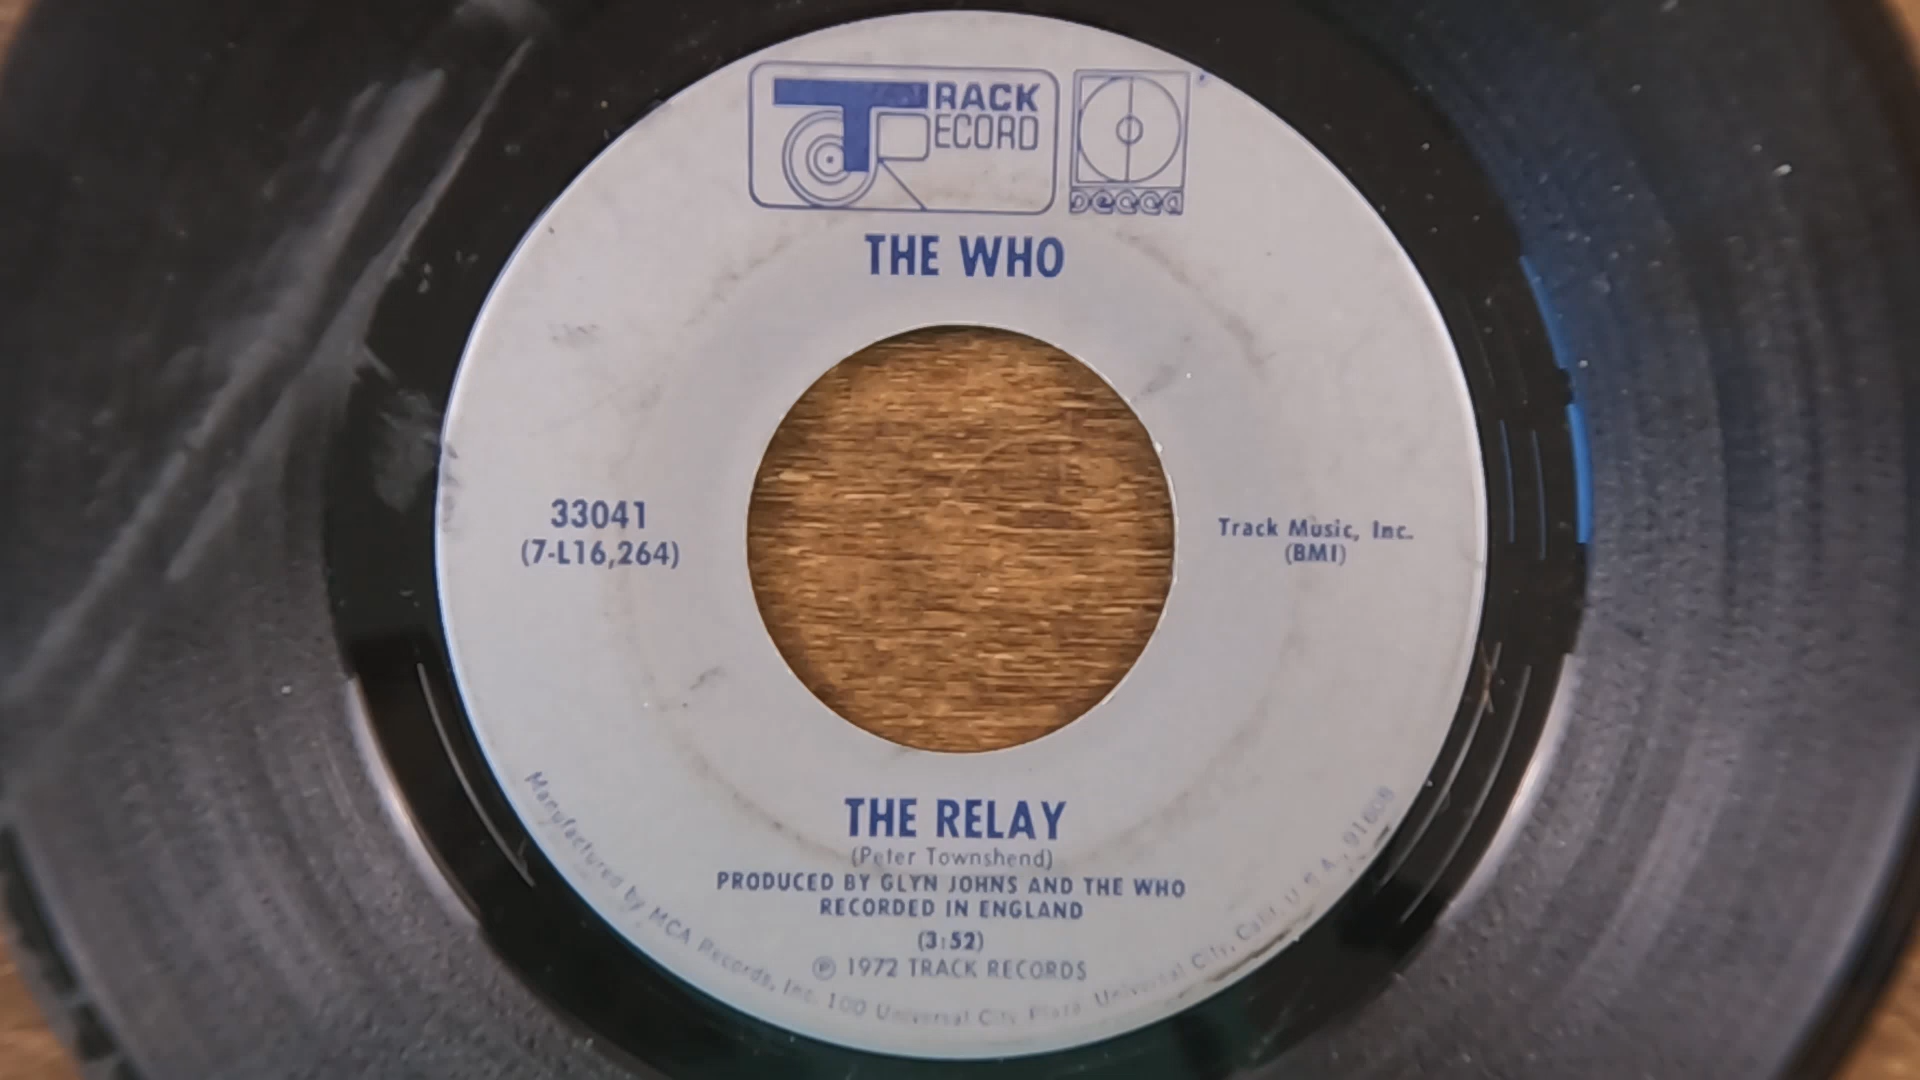 TRACK
RECORD
DECCA
THE WHO
33041
(7-L16,264)
Track Music, Inc.
(BMI)
THE RELAY
(Peter Townshend)
PRODUCED BY GLYN JOHNS AND THE WHO
RECORDED IN ENGLAND
(3:52)
℗ 1972 TRACK RECORDS
Manufactured by MCA Records, Inc. 100 Universal City Plaza, Universal City, Calif. U.S.A. 91608